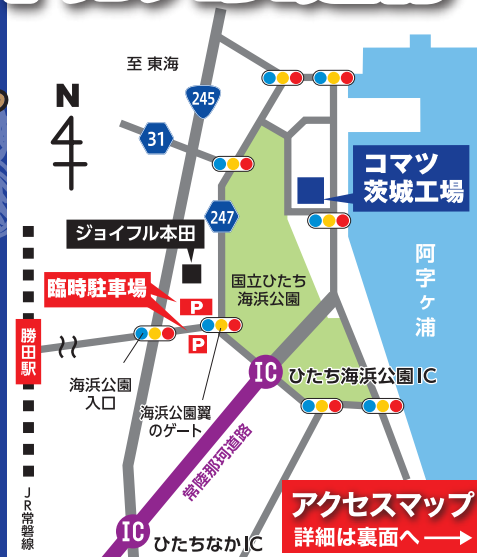 至 東海
N
245
31
コマツ
茨城工場
247
ジョイフル本田
国立ひたち
海浜公園
阿字ヶ浦
臨時駐車場
P
P
勝田駅
海浜公園
入口
海浜公園翼
のゲート
IC
ひたち海浜公園IC
常陸那珂道路
JR常磐線
IC
ひたちなかIC
アクセスマップ
詳細は裏面へ